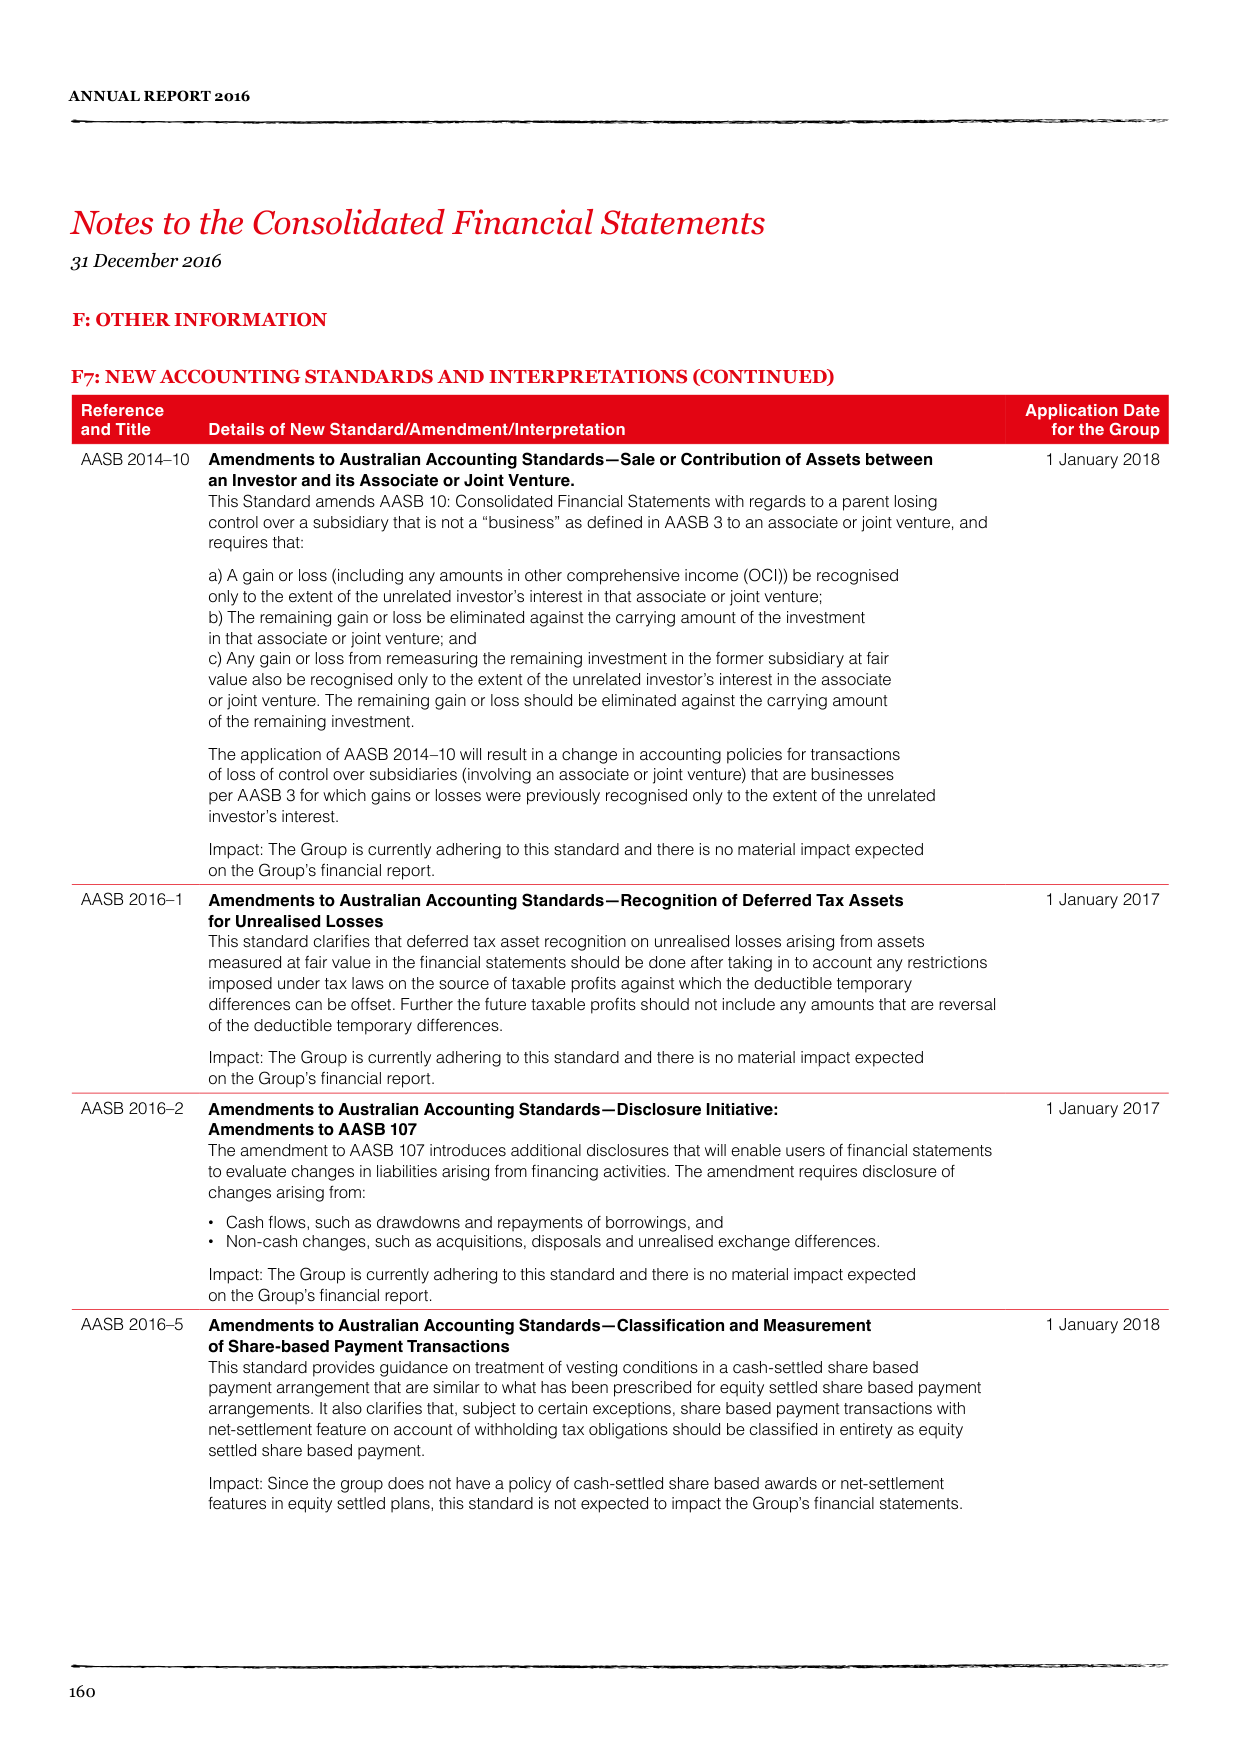 ANNUAL REPORT 2016
Notes to the Consolidated Financial Statements
31 December 2016
F: OTHER INFORMATION
F7: NEW ACCOUNTING STANDARDS AND INTERPRETATIONS (CONTINUED)
Reference
and Title
Details of New Standard/Amendment/Interpretation
Application Date
for the Group
AASB 2014–10
Amendments to Australian Accounting Standards—Sale or Contribution of Assets between
an Investor and its Associate or Joint Venture.
1 January 2018
This Standard amends AASB 10: Consolidated Financial Statements with regards to a parent losing
control over a subsidiary that is not a “business” as defined in AASB 3 to an associate or joint venture, and
requires that:
a) A gain or loss (including any amounts in other comprehensive income (OCI)) be recognised
only to the extent of the unrelated investor’s interest in that associate or joint venture;
b) The remaining gain or loss be eliminated against the carrying amount of the investment
in that associate or joint venture; and
c) Any gain or loss from remeasuring the remaining investment in the former subsidiary at fair
value also be recognised only to the extent of the unrelated investor’s interest in the associate
or joint venture. The remaining gain or loss should be eliminated against the carrying amount
of the remaining investment.
The application of AASB 2014–10 will result in a change in accounting policies for transactions
of loss of control over subsidiaries (involving an associate or joint venture) that are businesses
per AASB 3 for which gains or losses were previously recognised only to the extent of the unrelated
investor’s interest.
Impact: The Group is currently adhering to this standard and there is no material impact expected
on the Group’s financial report.
AASB 2016–1
Amendments to Australian Accounting Standards—Recognition of Deferred Tax Assets
for Unrealised Losses
1 January 2017
This standard clarifies that deferred tax asset recognition on unrealised losses arising from assets
measured at fair value in the financial statements should be done after taking in to account any restrictions
imposed under tax laws on the source of taxable profits against which the deductible temporary
differences can be offset. Further the future taxable profits should not include any amounts that are reversal
of the deductible temporary differences.
Impact: The Group is currently adhering to this standard and there is no material impact expected
on the Group’s financial report.
AASB 2016–2
Amendments to Australian Accounting Standards—Disclosure Initiative:
Amendments to AASB 107
1 January 2017
The amendment to AASB 107 introduces additional disclosures that will enable users of financial statements
to evaluate changes in liabilities arising from financing activities. The amendment requires disclosure of
changes arising from:
• Cash flows, such as drawdowns and repayments of borrowings, and
• Non-cash changes, such as acquisitions, disposals and unrealised exchange differences.
Impact: The Group is currently adhering to this standard and there is no material impact expected
on the Group’s financial report.
AASB 2016–5
Amendments to Australian Accounting Standards—Classification and Measurement
of Share-based Payment Transactions
1 January 2018
This standard provides guidance on treatment of vesting conditions in a cash-settled share based
payment arrangement that are similar to what has been prescribed for equity settled share based payment
arrangements. It also clarifies that, subject to certain exceptions, share based payment transactions with
net-settlement feature on account of withholding tax obligations should be classified in entirety as equity
settled share based payment.
Impact: Since the group does not have a policy of cash-settled share based awards or net-settlement
features in equity settled plans, this standard is not expected to impact the Group’s financial statements.
160